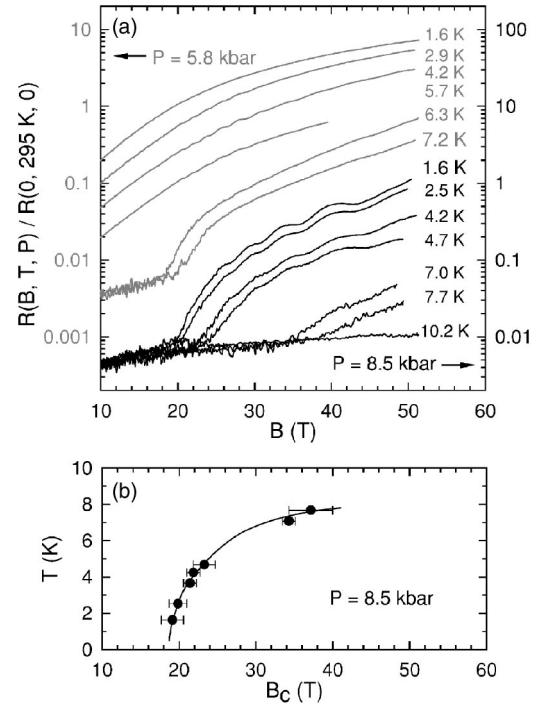 (a)
P = 5.8 kbar
100
10
1
0.1
0.01
10
1
0.1
0.01
0.001
R(B, T, P) / R(0, 295 K, 0)
1.6 K
2.9 K
4.2 K
5.7 K
6.3 K
7.2 K
1.6 K
2.5 K
4.2 K
4.7 K
7.0 K
7.7 K
10.2 K
P = 8.5 kbar
10 20 30 40 50 60
B (T)
(b)
10
8
6
4
2
0
T (K)
P = 8.5 kbar
10 20 30 40 50 60
Bc (T)